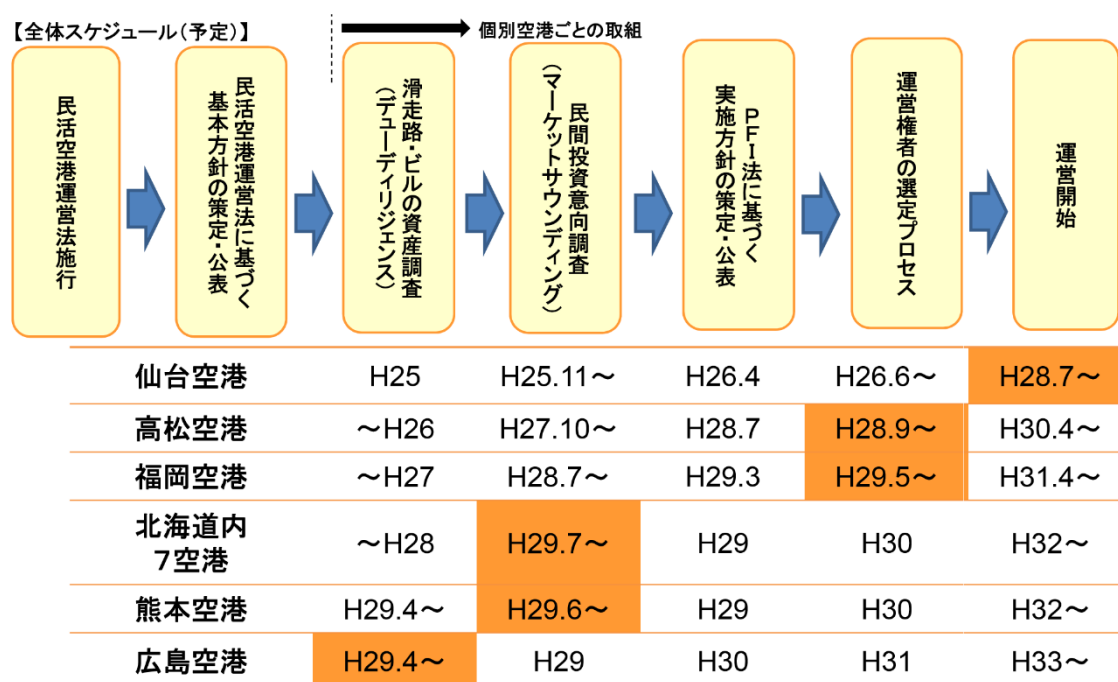 【全体スケジュール(予定)】
個別空港ごとの取組
民活空港運営法施行
民活空港運営法に基づく
基本方針の策定・公表
滑走路・ビルの資産調査
(デューディリジェンス)
民間投資意向調査
(マーケットサウンディング)
PFI法に基づく
実施方針の策定・公表
運営権者の選定プロセス
運営開始
仙台空港 H25 H25.11～ H26.4 H26.6～ H28.7～
高松空港 ～H26 H27.10～ H28.7 H28.9～ H30.4～
福岡空港 ～H27 H28.7～ H29.3 H29.5～ H31.4～
北海道内
7空港 ～H28 H29.7～ H29 H30 H32～
熊本空港 H29.4～ H29.6～ H29 H30 H32～
広島空港 H29.4～ H29 H30 H31 H33～